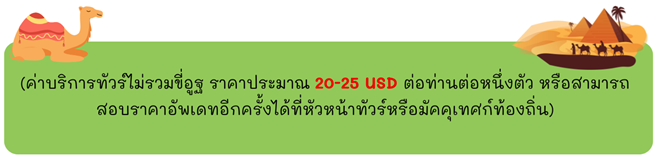 (ค่าบริการทัวร์ไม่รวมขี่อูฐ ราคาประมาณ 20-25 USD ต่อท่านต่อหนึ่งตัว หรือสามารถ
สอบราคาอัพเดทอีกครั้งได้ที่หัวหน้าทัวร์หรือมัคคุเทศก์ท้องถิ่น)